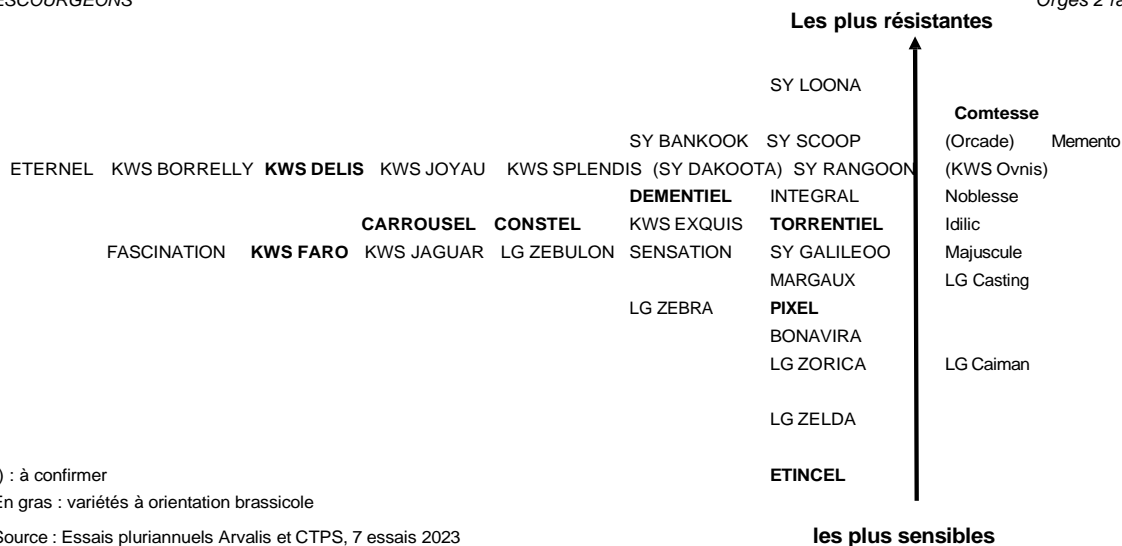 ESCOURGEONS Orges 2 ra
Les plus résistantes
SY LOONA
Comtesse
SY BANKOOK SY SCOOP (Orcade) Memento
ETERNEL KWS BORRELLY KWS DELIS KWS JOYAU KWS SPLENDIS (SY DAKOOTA) SY RANGOON (KWS Ovnis)
DEMENTIEL INTEGRAL Noblesse
CARROUSEL CONSTEL KWS EXQUIS TORRENTIEL Idilic
FASCINATION KWS FARO KWS JAGUAR LG ZEBULON SENSATION SY GALILEOO Majuscule
MARGAUX LG Casting
LG ZEBRA PIXEL
BONAVIRA
LG ZORICA LG Caiman
LG ZELDA
) : à confirmer ETINCEL
En gras : variétés à orientation brassicole
Source : Essais pluriannuels Arvalis et CTPS, 7 essais 2023 les plus sensibles